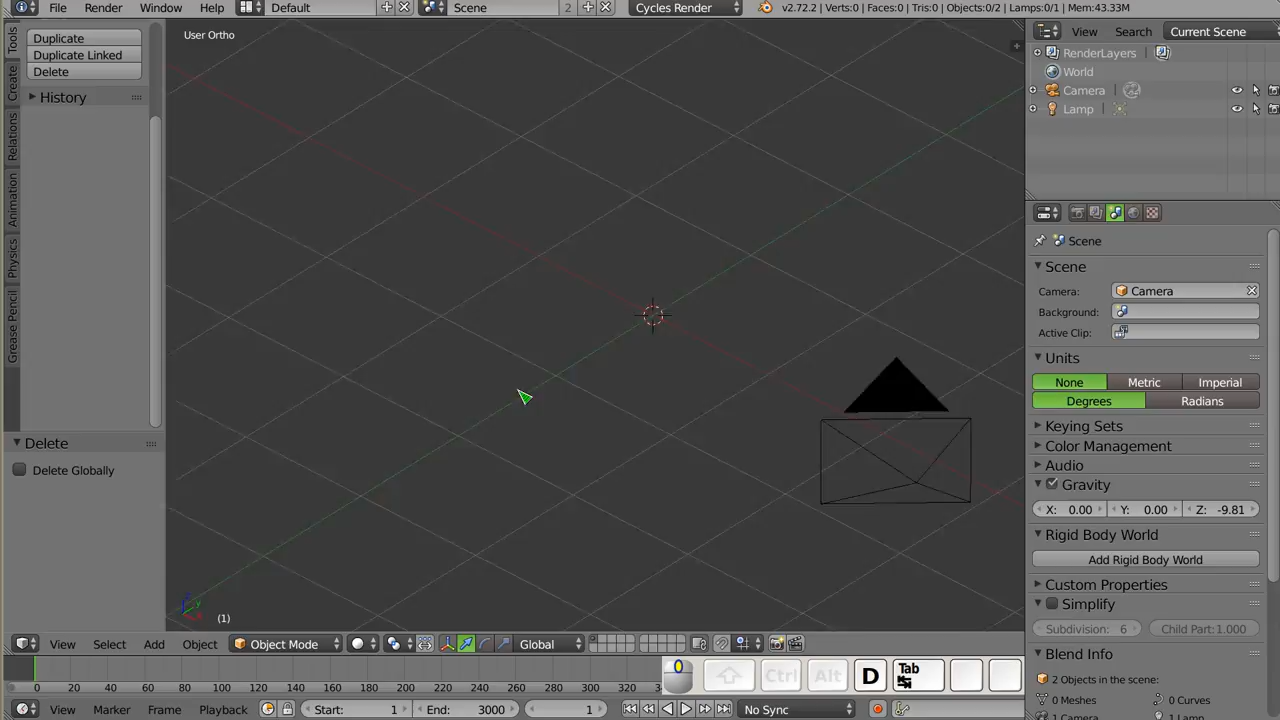 File Render Window Help Default Scene 2 Cycles Render v2.72.2 | Verts:0 | Faces:0 | Tris:0 | Objects:0/2 | Lamps:0/1 | Mem:43.33M
Tools
Create
Relations
Animation
Physics
Grease Pencil
Duplicate
Duplicate Linked
Delete
History
Delete
Delete Globally
User Ortho
(1)
View Search Current Scene
RenderLayers
World
Camera
Lamp
Scene
Scene
Camera: Camera
Background:
Active Clip:
Units
None Metric Imperial
Degrees Radians
Keying Sets
Color Management
Audio
Gravity
X: 0.00 Y: 0.00 Z: -9.81
Rigid Body World
Add Rigid Body World
Custom Properties
Simplify
Subdivision: 6 Child Part:1.000
Blend Info
2 Objects in the scene:
0 Meshes 0 Curves
1 Camera 1 Lamp
View Select Add Object Object Mode Global
0 20 40 60 80 100 120 140 160 180 200 220 240 260 280 300 320
Ctrl Alt D Tab
View Marker Frame Playback Start: 1 End: 3000 1 No Sync